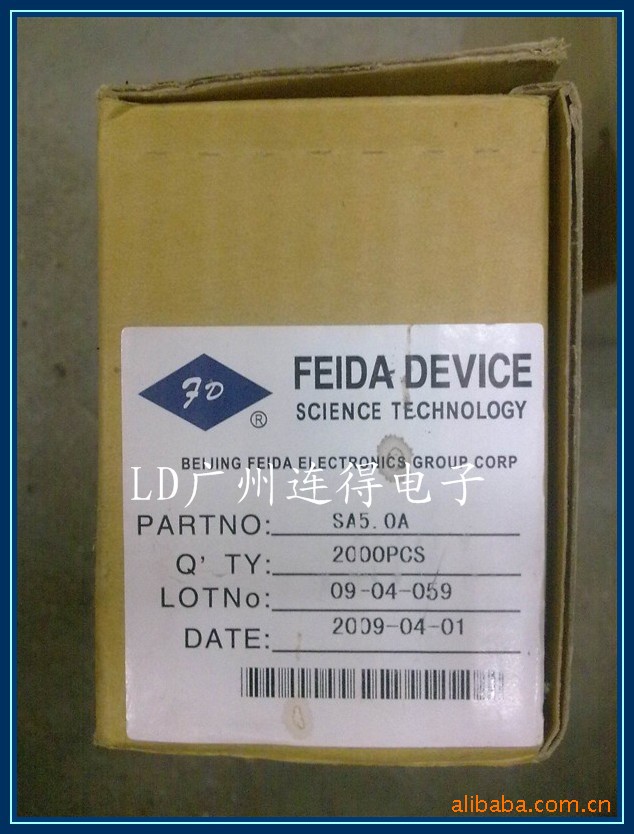 FD
®
FEIDA DEVICE
SCIENCE TECHNOLOGY
BEIJING FEIDA ELECTRONICS GROUP CORP
LD广州连得电子
PARTNO: SA5.0A
Q' TY: 2000PCS
LOTNo: 09-04-059
DATE: 2009-04-01
alibaba.com.cn